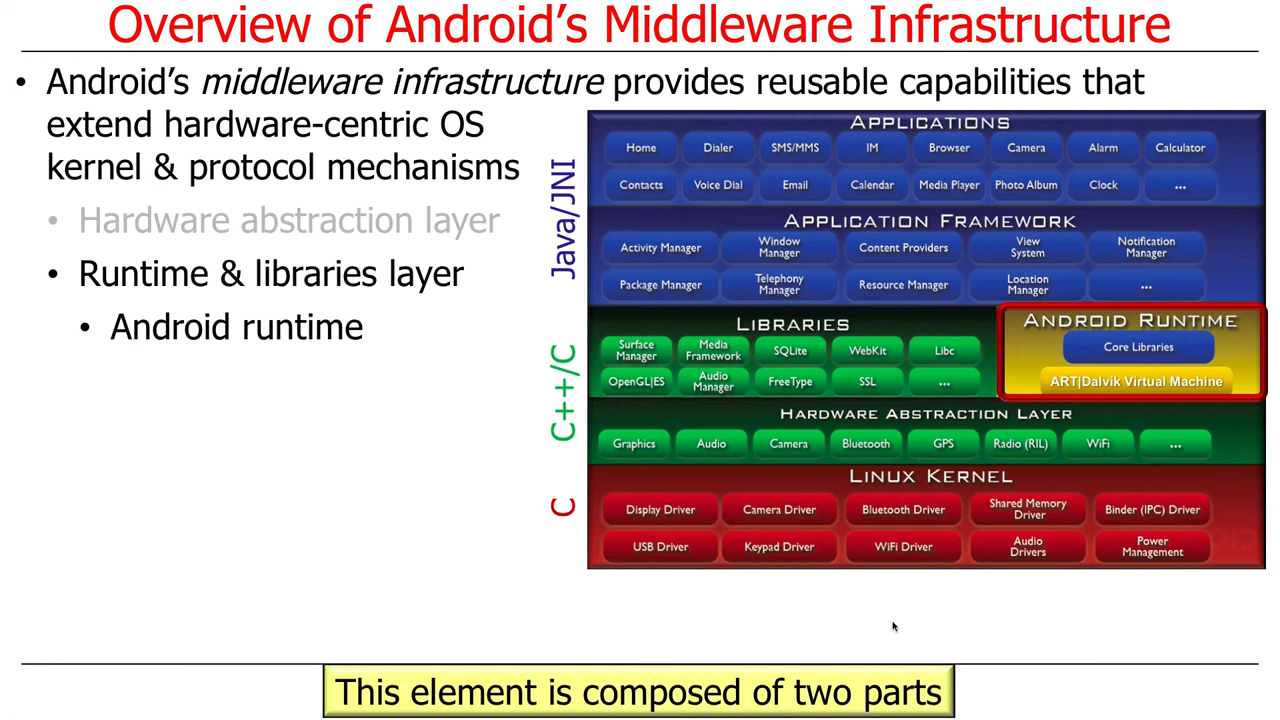 Overview of Android's Middleware Infrastructure
• Android's middleware infrastructure provides reusable capabilities that
extend hardware-centric OS
kernel & protocol mechanisms
• Hardware abstraction layer
• Runtime & libraries layer
• Android runtime
Java/JNI
C++/C
C
APPLICATIONS
Home Dialer SMS/MMS IM Browser Camera Alarm Calculator
Contacts Voice Dial Email Calendar Media Player Photo Album Clock ...
APPLICATION FRAMEWORK
Activity Manager Window Manager Content Providers View System Notification Manager
Package Manager Telephony Manager Resource Manager Location Manager ...
LIBRARIES
Surface Manager Media Framework SQLite WebKit Libc
OpenGL|ES Audio Manager FreeType SSL ...
ANDROID RUNTIME
Core Libraries
ART|Dalvik Virtual Machine
HARDWARE ABSTRACTION LAYER
Graphics Audio Camera Bluetooth GPS Radio (RIL) WiFi ...
LINUX KERNEL
Display Driver Camera Driver Bluetooth Driver Shared Memory Driver Binder (IPC) Driver
USB Driver Keypad Driver WiFi Driver Audio Drivers Power Management
This element is composed of two parts